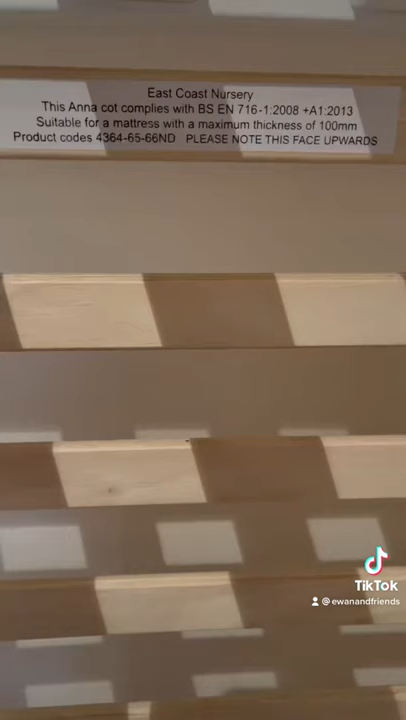 East Coast Nursery
This Anna cot complies with BS EN 716-1:2008 +A1:2013
Suitable for a mattress with a maximum thickness of 100mm
Product codes 4364-65-66ND PLEASE NOTE THIS FACE UPWARDS
TikTok
@ewanandfriends